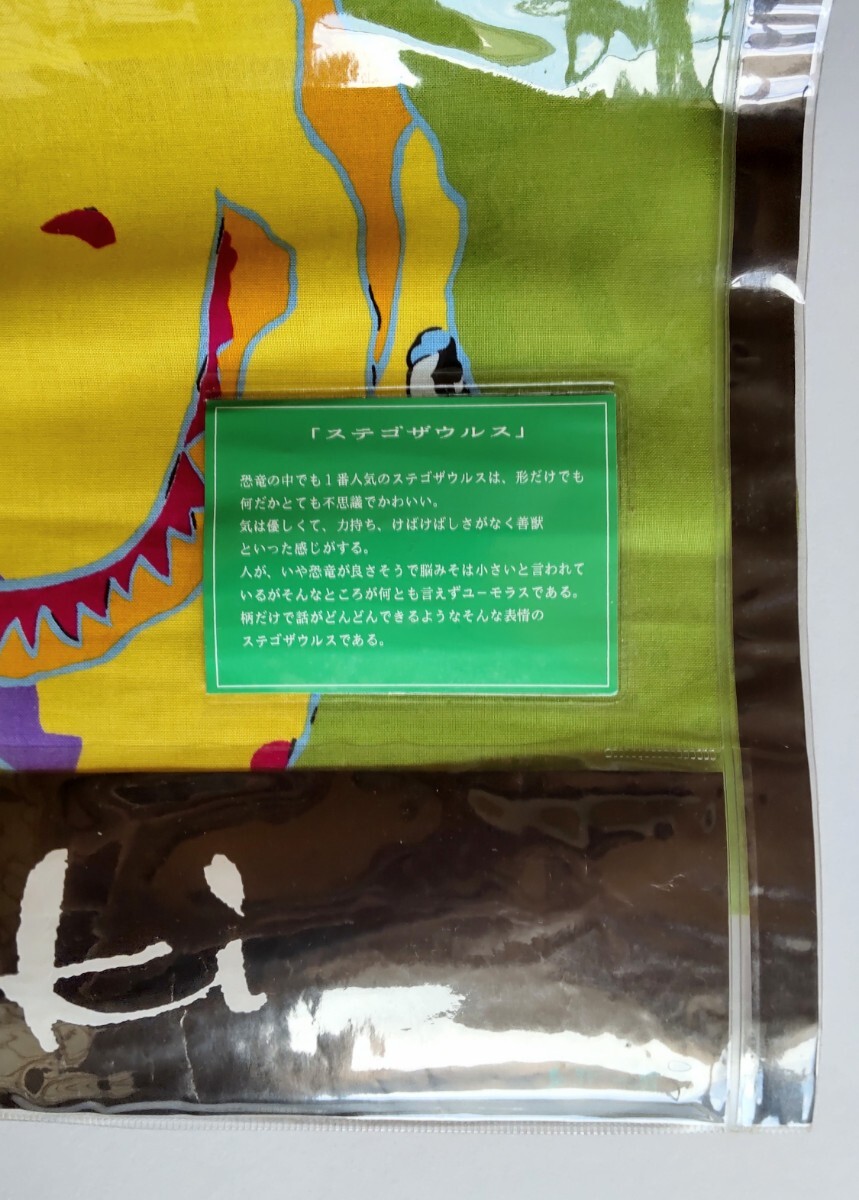 「ステゴザウルス」
恐竜の中でも1番人気のステゴザウルスは、形だけでも
何だかとても不思議でかわいい。
気は優しくて、力持ち、けばけばしさがなく善獣
といった感じがする。
人が、いや恐竜が良さそうで脳みそは小さいと言われて
いるがそんなところが何とも言えずユーモラスである。
柄だけで話がどんどんできるようなそんな表情の
ステゴザウルスである。